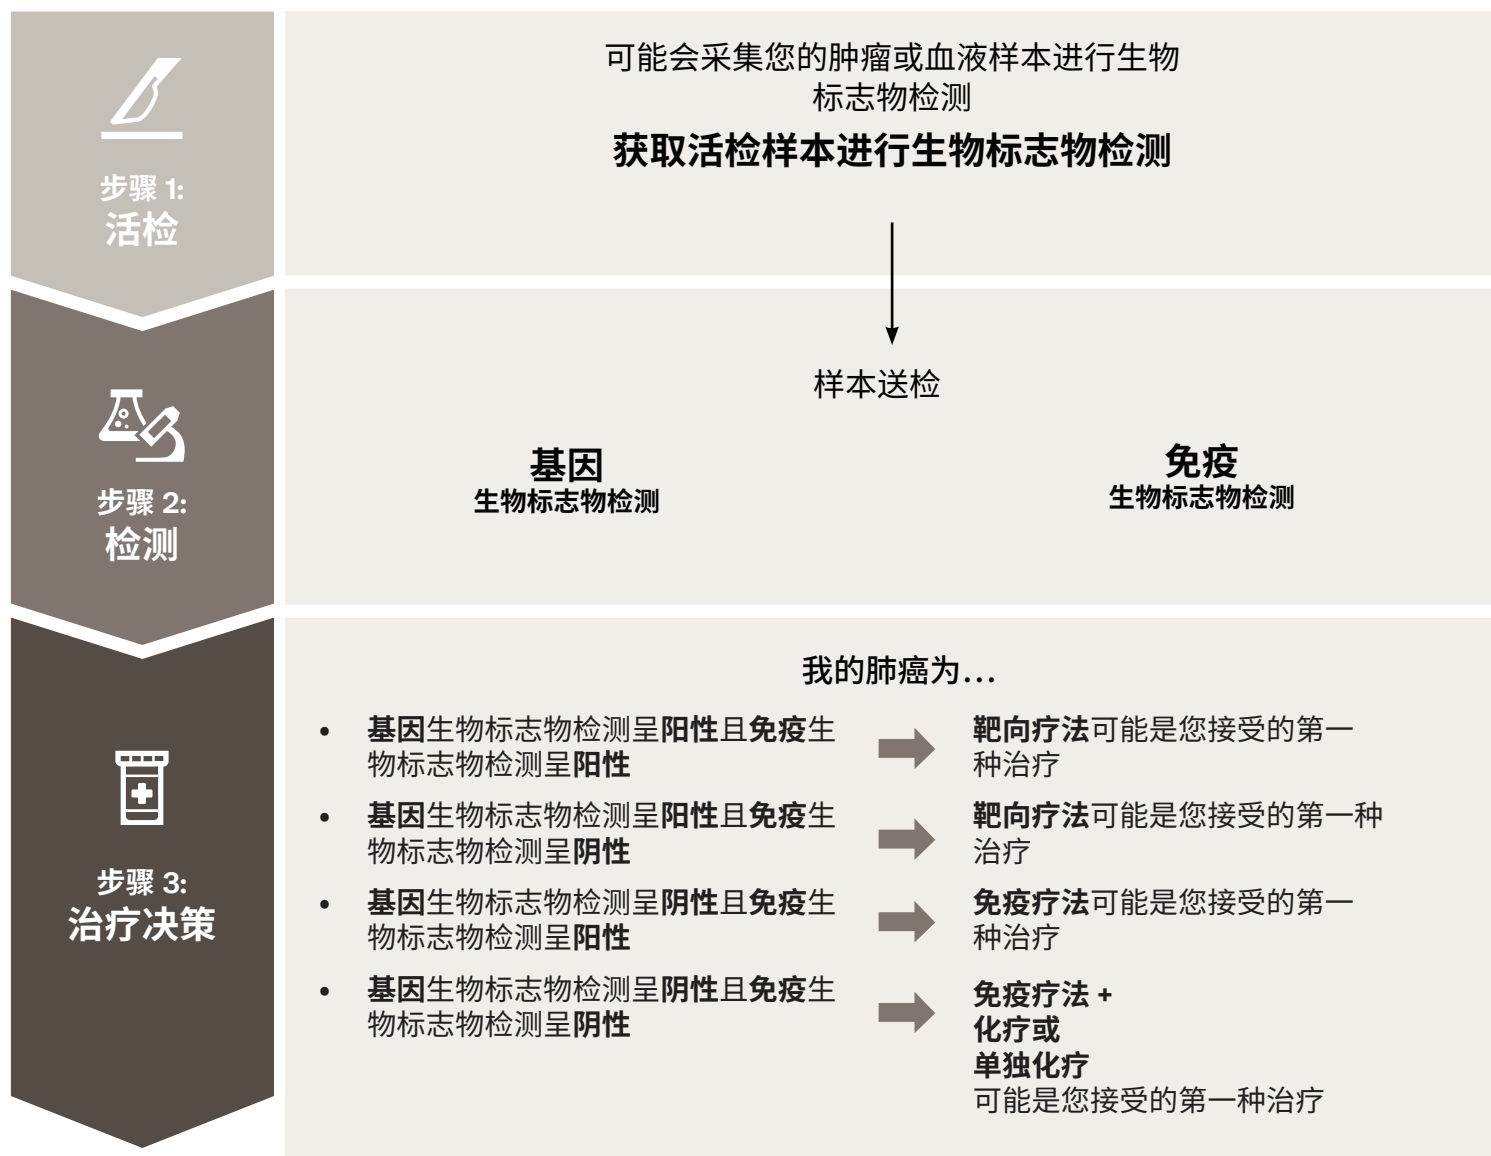 步骤 1:
活检
可能会采集您的肿瘤或血液样本进行生物
标志物检测
获取活检样本进行生物标志物检测
步骤 2:
检测
样本送检
基因
生物标志物检测
免疫
生物标志物检测
步骤 3:
治疗决策
我的肺癌为...
• 基因生物标志物检测呈阳性且免疫生
物标志物检测呈阳性
靶向疗法可能是您接受的第一
种治疗
• 基因生物标志物检测呈阳性且免疫生
物标志物检测呈阴性
靶向疗法可能是您接受的第一种
治疗
• 基因生物标志物检测呈阴性且免疫生
物标志物检测呈阳性
免疫疗法可能是您接受的第一
种治疗
• 基因生物标志物检测呈阴性且免疫生
物标志物检测呈阴性
免疫疗法 +
化疗或
单独化疗
可能是您接受的第一种治疗